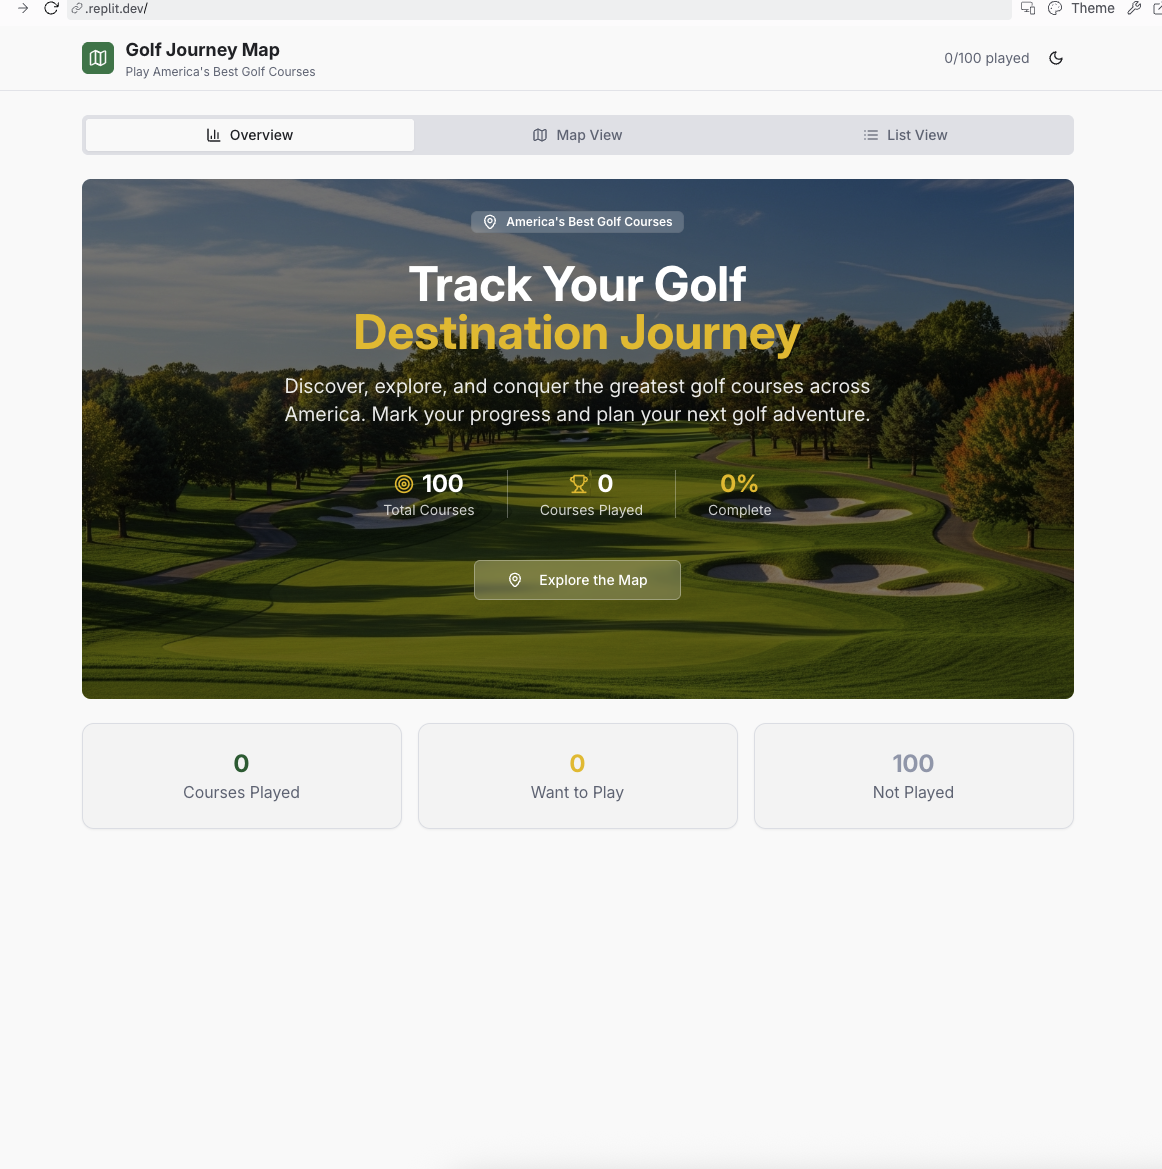 .replit.dev/
Theme
Golf Journey Map
Play America's Best Golf Courses
0/100 played
Overview
Map View
List View
America's Best Golf Courses
Track Your Golf
Destination Journey
Discover, explore, and conquer the greatest golf courses across
America. Mark your progress and plan your next golf adventure.
100
Total Courses
0
Courses Played
0%
Complete
Explore the Map
0
Courses Played
0
Want to Play
100
Not Played